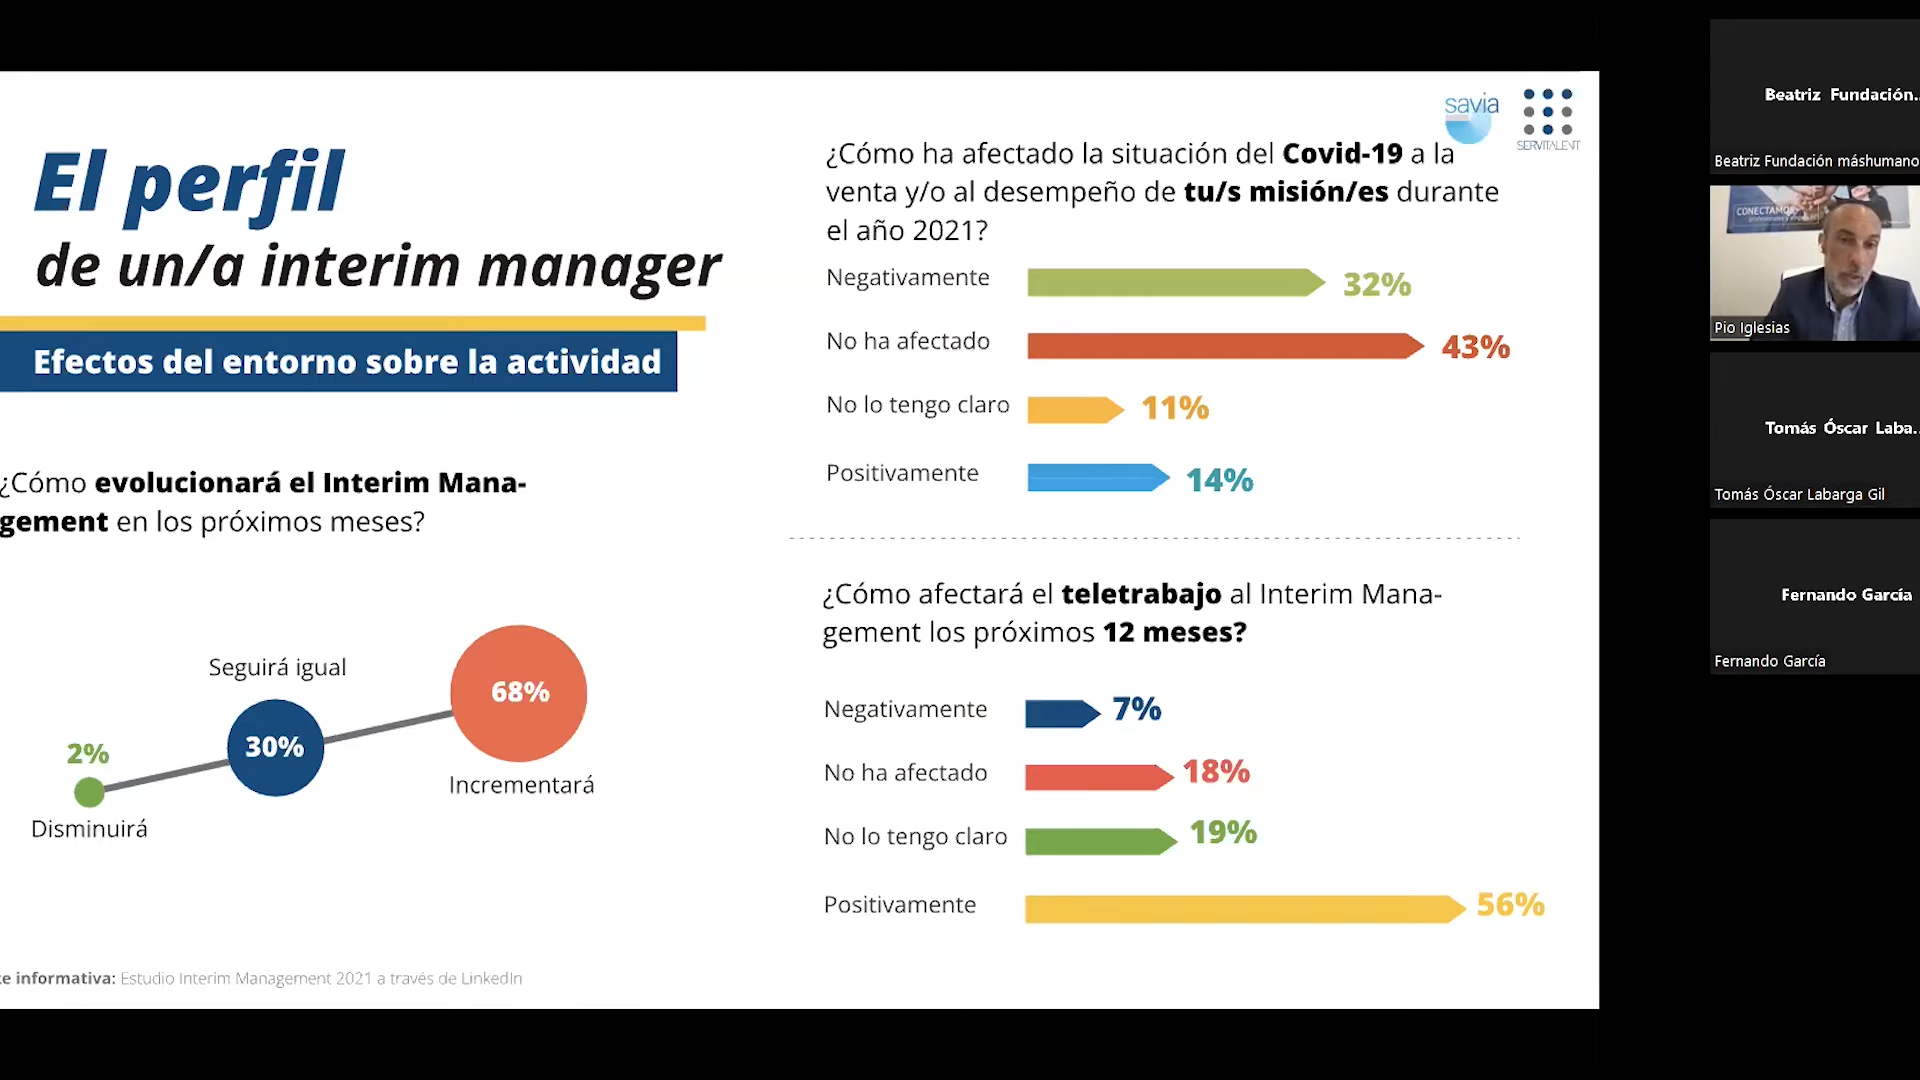 El perfil
de un/a interim manager
Efectos del entorno sobre la actividad
¿Cómo evolucionará el Interim Mana-
gement en los próximos meses?
2%
Disminuirá
Seguirá igual
30%
68%
Incrementará
te informativa: Estudio Interim Management 2021 a través de LinkedIn
savia
SERVITALENT
¿Cómo ha afectado la situación del Covid-19 a la
venta y/o al desempeño de tu/s misión/es durante
el año 2021?
Negativamente 32%
No ha afectado 43%
No lo tengo claro 11%
Positivamente 14%
¿Cómo afectará el teletrabajo al Interim Mana-
gement los próximos 12 meses?
Negativamente 7%
No ha afectado 18%
No lo tengo claro 19%
Positivamente 56%
Beatriz Fundación...
Beatriz Fundación máshumano
CONECTAMOS
Pio Iglesias
Tomás Óscar Laba...
Tomás Óscar Labarga Gil
Fernando García
Fernando García